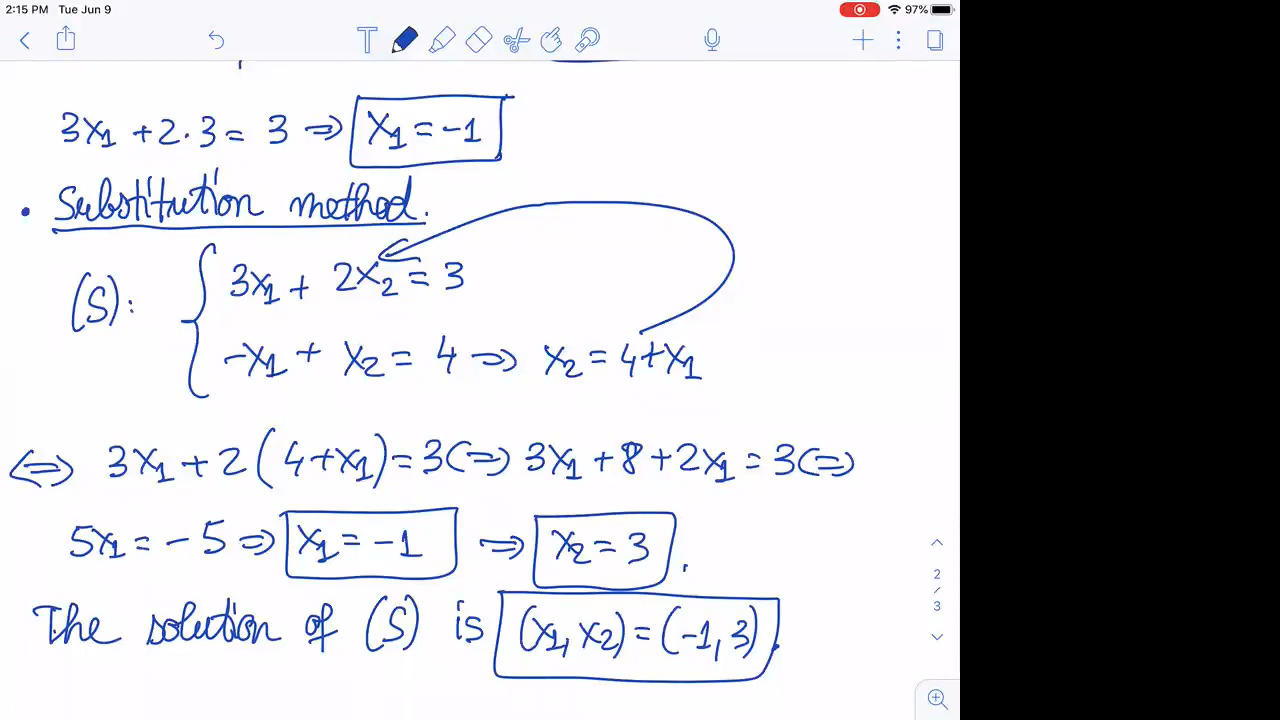 2:15 PM Tue Jun 9 97%
T
3x₁ + 2·3 = 3 ⇒ x₁ = -1
• Substitution method.
(S): { 3x₁ + 2x₂ = 3
-x₁ + x₂ = 4 ⇒ x₂ = 4+x₁
⇔ 3x₁ + 2(4+x₁) = 3 ⇔ 3x₁ + 8 + 2x₁ = 3 ⇔
5x₁ = -5 ⇒ x₁ = -1 ⇒ x₂ = 3.
2
/
3
The solution of (S) is (x₁, x₂) = (-1, 3).